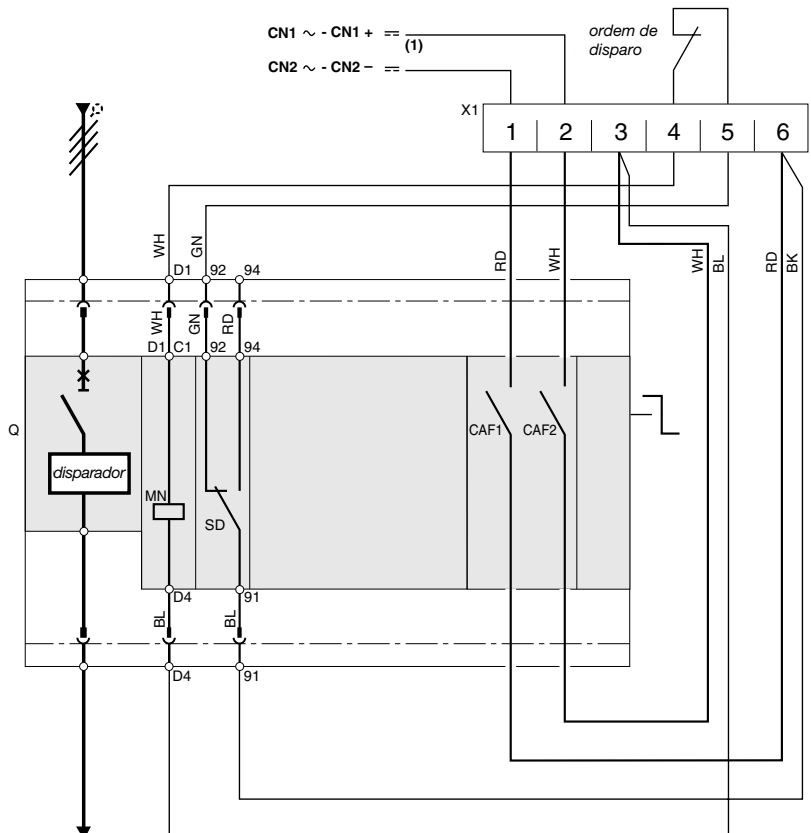 CN1 ~ - CN1 + ⎓ (1)
CN2 ~ - CN2 – ⎓
ordem de
disparo
X1
1 2 3 4 5 6
WH GN RD WH WH BL RD BK
D1 92 94
WH GN RD
D1 C1 92 94
Q
CAF1 CAF2
disparador
MN
SD
D4 91
BL BL
D4 91